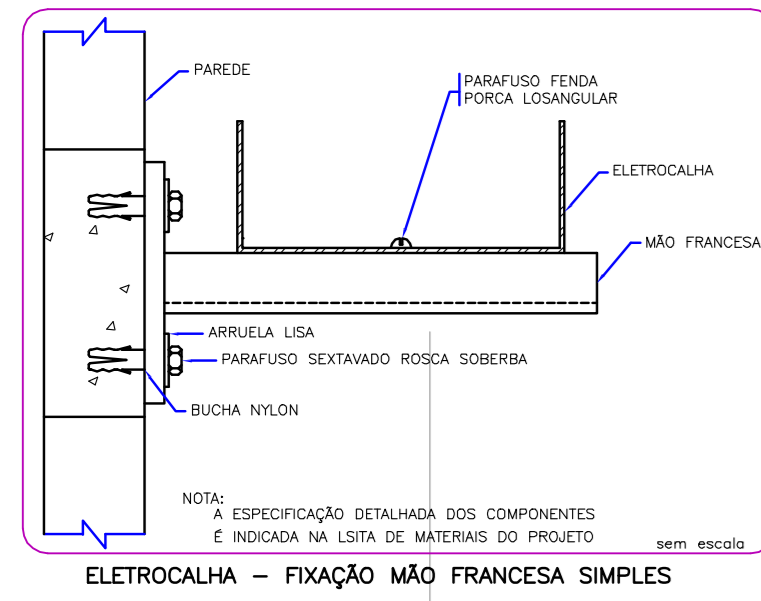 PAREDE
PARAFUSO FENDA
PORCA LOSANGULAR
ELETROCALHA
MÃO FRANCESA
ARRUELA LISA
PARAFUSO SEXTAVADO ROSCA SOBERBA
BUCHA NYLON
NOTA:
A ESPECIFICAÇÃO DETALHADA DOS COMPONENTES
É INDICADA NA LSITA DE MATERIAIS DO PROJETO
sem escala
ELETROCALHA – FIXAÇÃO MÃO FRANCESA SIMPLES